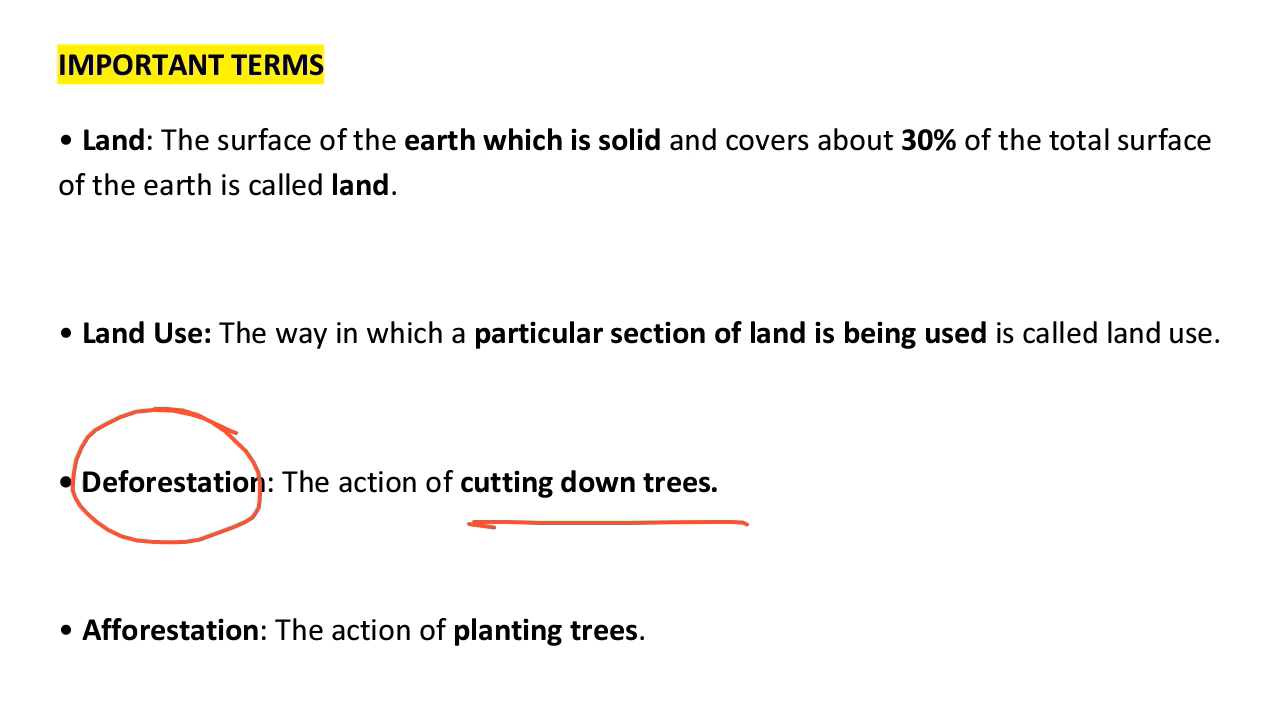 IMPORTANT TERMS
• Land: The surface of the earth which is solid and covers about 30% of the total surface
of the earth is called land.
• Land Use: The way in which a particular section of land is being used is called land use.
• Deforestation: The action of cutting down trees.
• Afforestation: The action of planting trees.